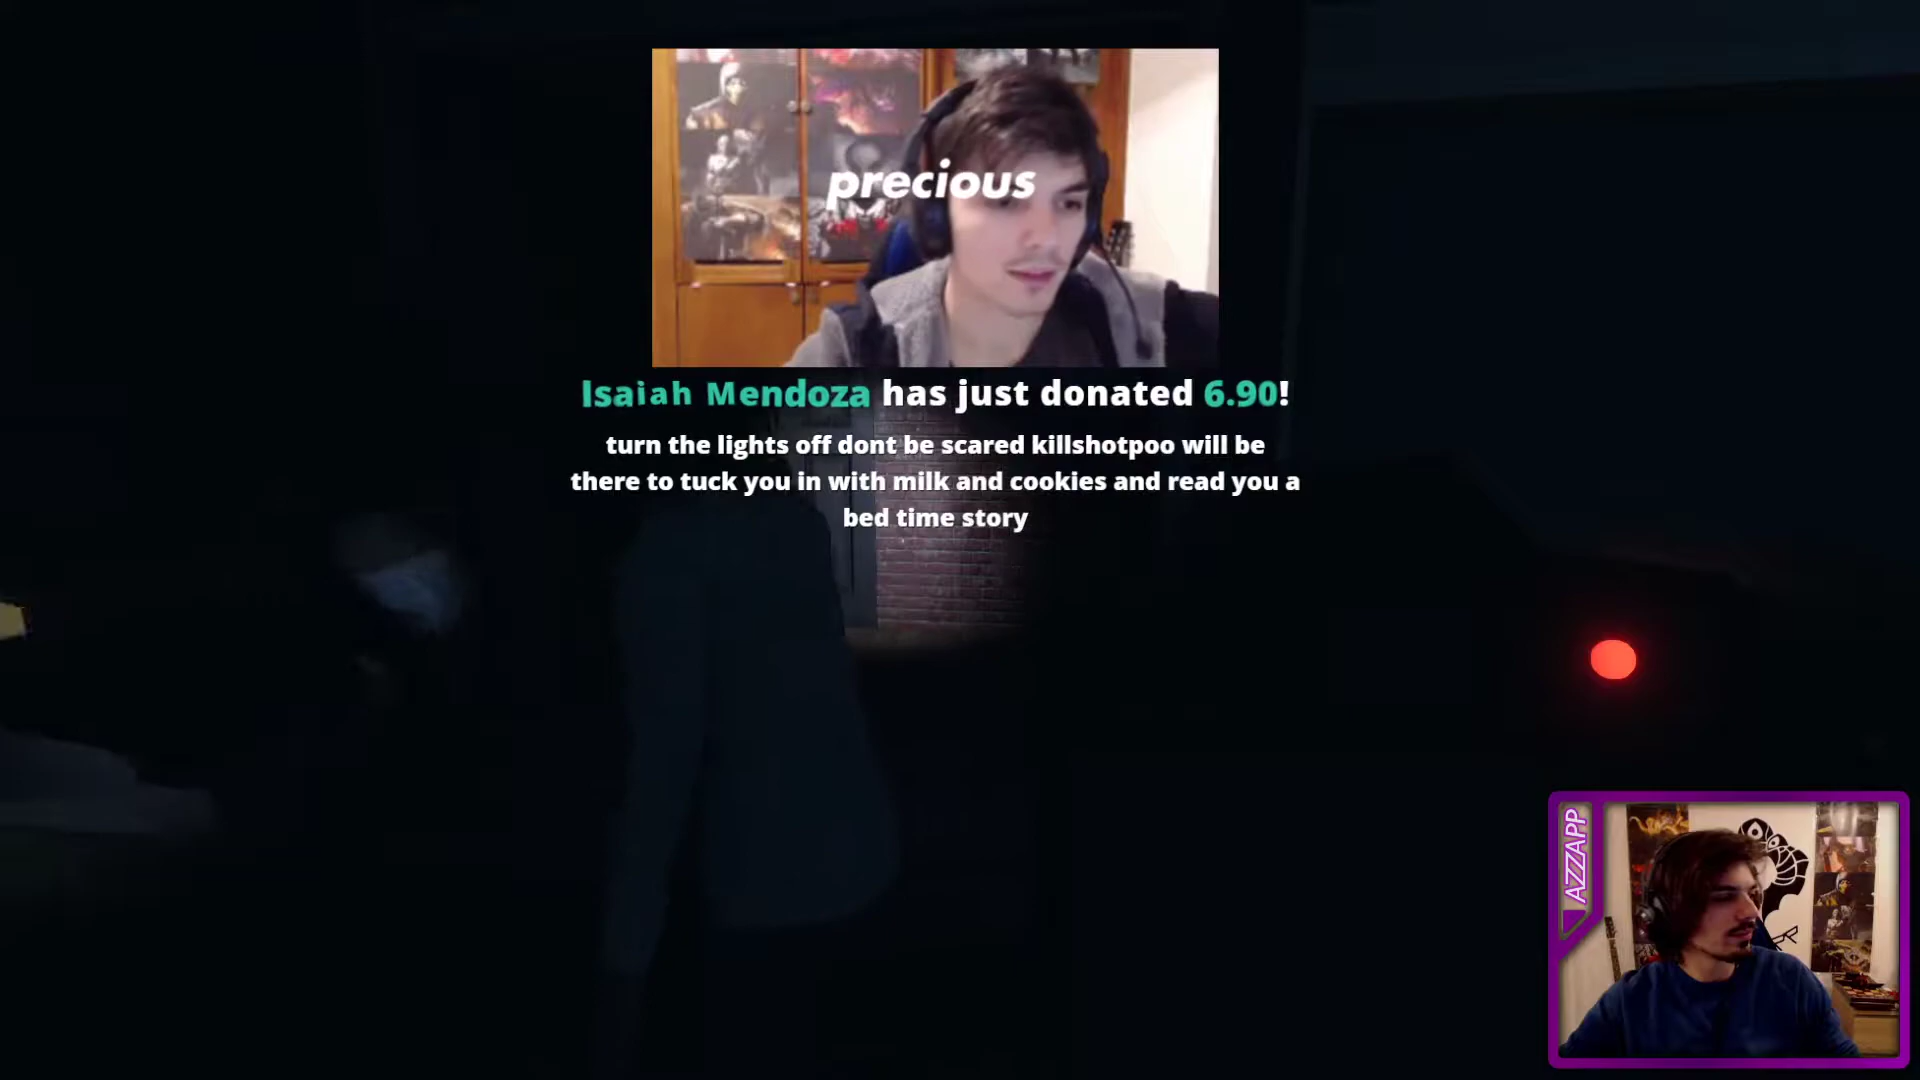 precious
Isaiah Mendoza has just donated 6.90!
turn the lights off dont be scared killshotpoo will be
there to tuck you in with milk and cookies and read you a
bed time story
AZZAPP